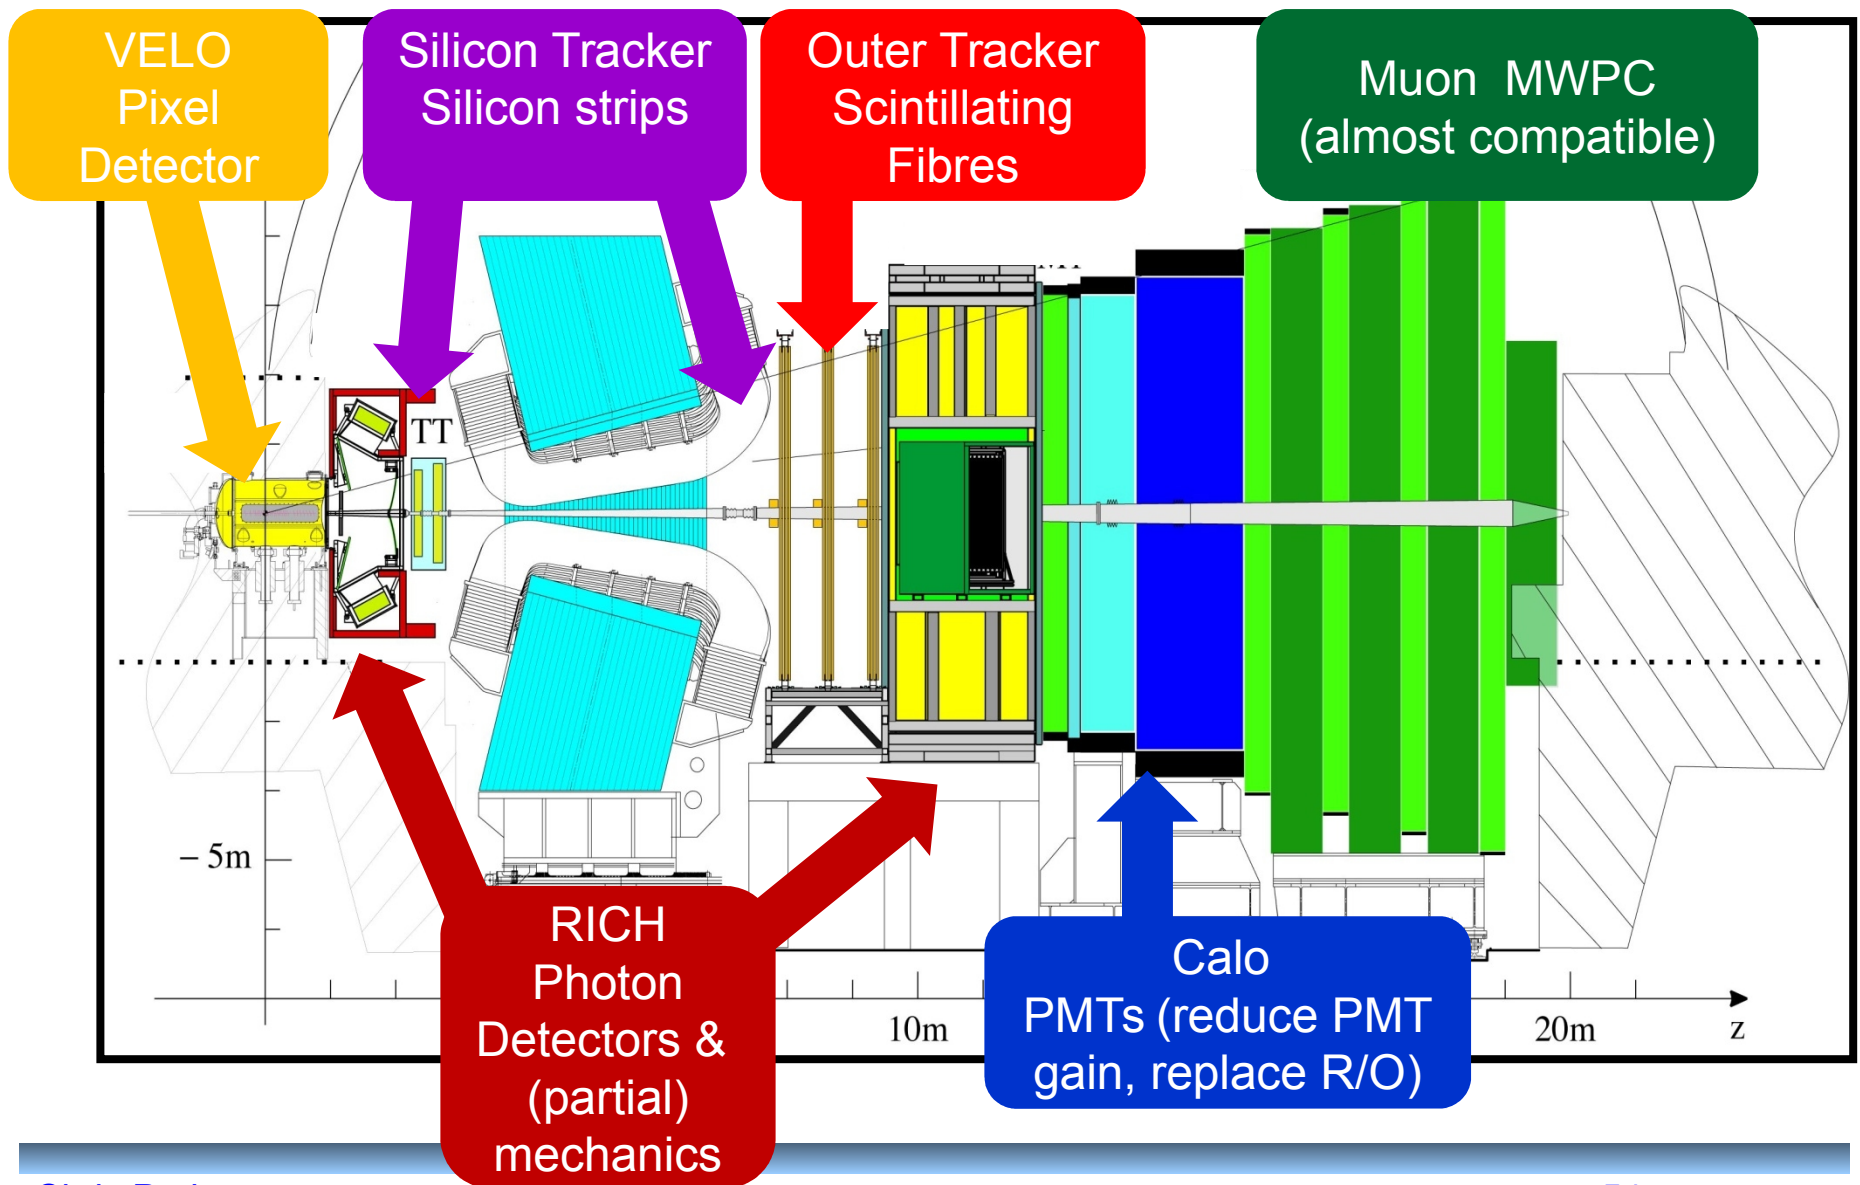 VELO
Pixel
Detector
Silicon Tracker
Silicon strips
Outer Tracker
Scintillating
Fibres
Muon MWPC
(almost compatible)
TT
– 5m
10m
20m
z
RICH
Photon
Detectors &
(partial)
mechanics
Calo
PMTs (reduce PMT
gain, replace R/O)